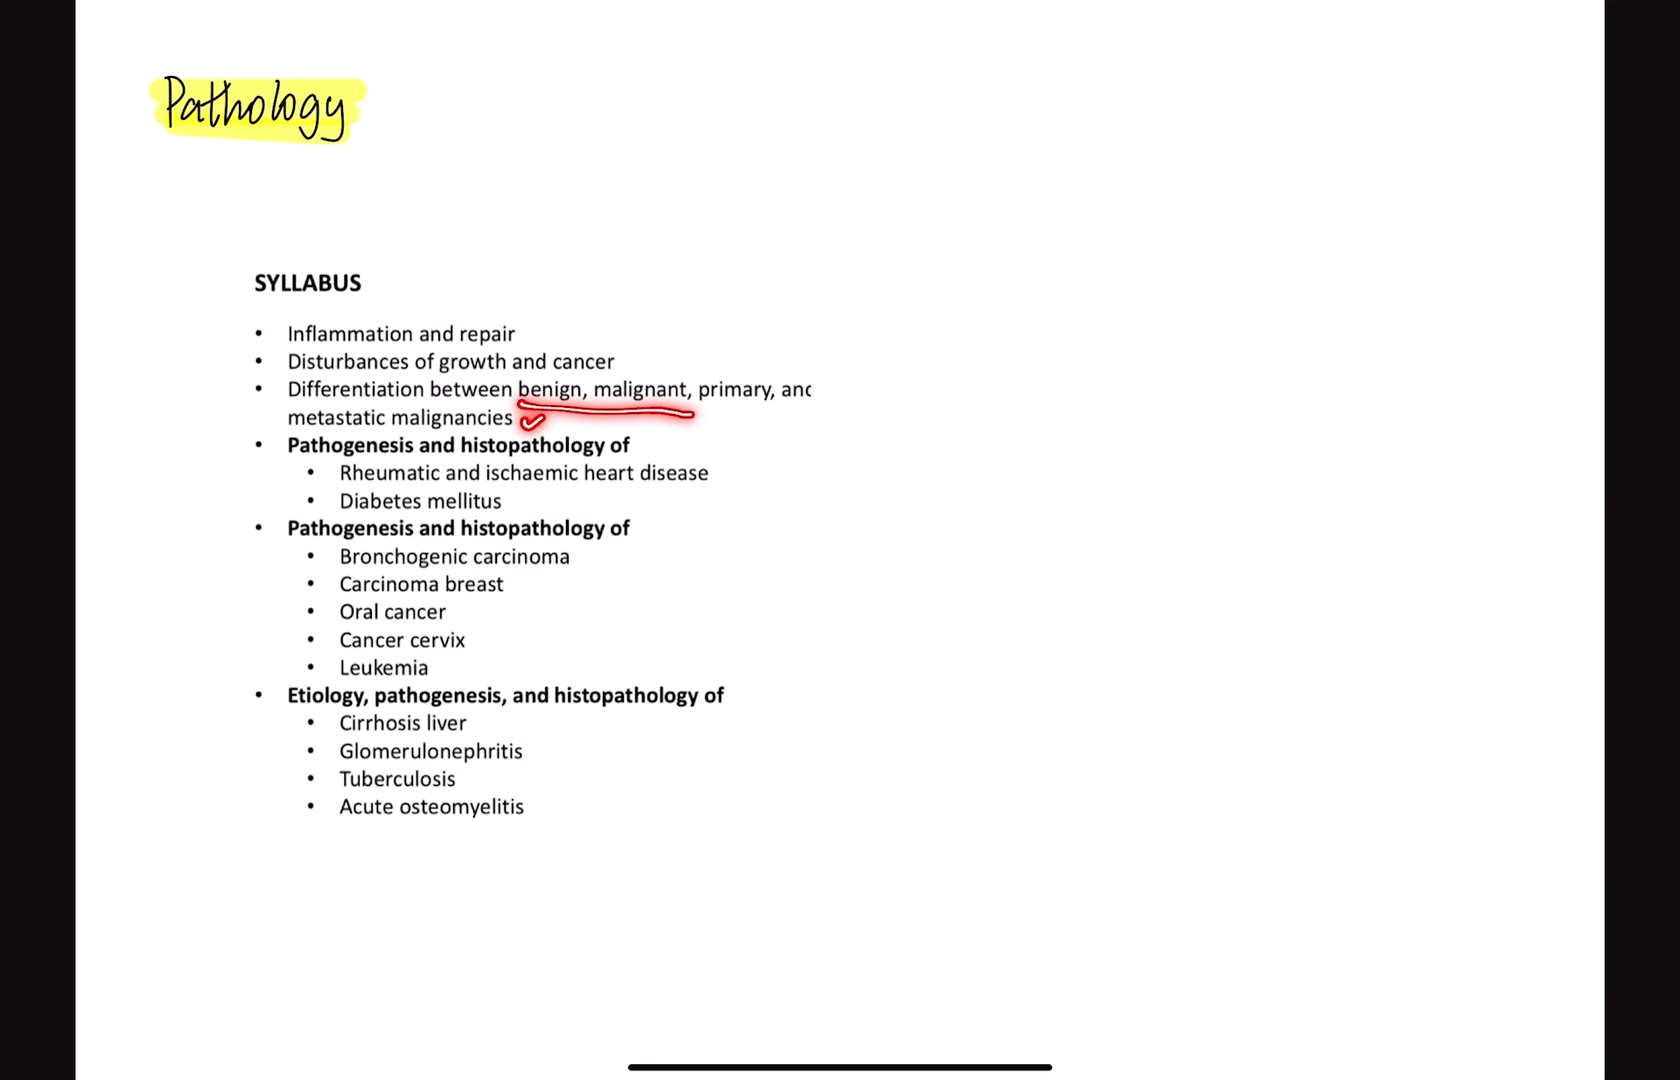 Pathology
SYLLABUS
• Inflammation and repair
• Disturbances of growth and cancer
• Differentiation between benign, malignant, primary, and
metastatic malignancies
• Pathogenesis and histopathology of
• Rheumatic and ischaemic heart disease
• Diabetes mellitus
• Pathogenesis and histopathology of
• Bronchogenic carcinoma
• Carcinoma breast
• Oral cancer
• Cancer cervix
• Leukemia
• Etiology, pathogenesis, and histopathology of
• Cirrhosis liver
• Glomerulonephritis
• Tuberculosis
• Acute osteomyelitis